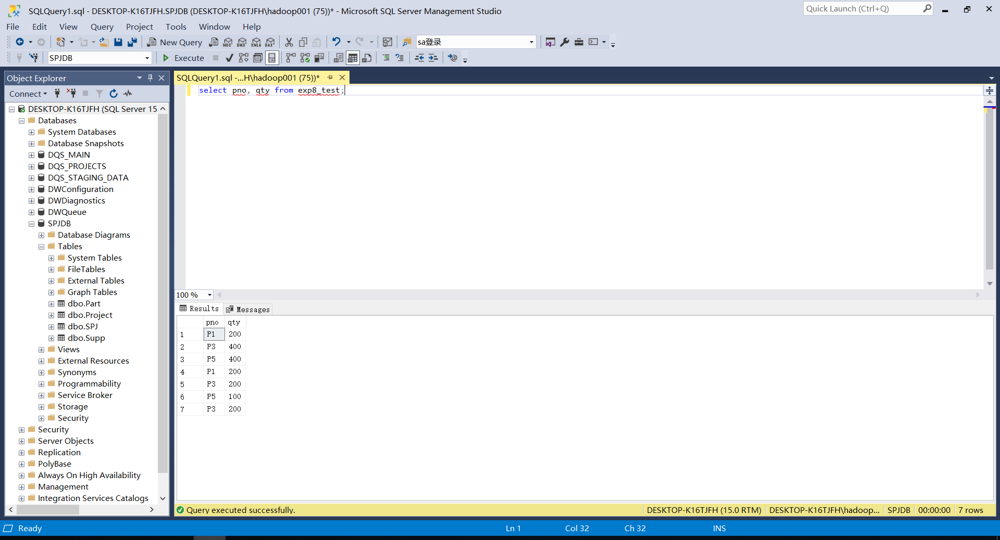 SQLQuery1.sql - DESKTOP-K16TJFH.SPJDB (DESKTOP-K16TJFH\hadoop001 (75))* - Microsoft SQL Server Management Studio
Quick Launch (Ctrl+Q)
File Edit View Query Project Tools Window Help
New Query MDX DMX XMLA DAX sa登录
SPJDB Execute
Object Explorer
Connect
DESKTOP-K16TJFH (SQL Server 15
Databases
System Databases
Database Snapshots
DQS_MAIN
DQS_PROJECTS
DQS_STAGING_DATA
DWConfiguration
DWDiagnostics
DWQueue
SPJDB
Database Diagrams
Tables
System Tables
FileTables
External Tables
Graph Tables
dbo.Part
dbo.Project
dbo.SPJ
dbo.Supp
Views
External Resources
Synonyms
Programmability
Service Broker
Storage
Security
Security
Server Objects
Replication
PolyBase
Always On High Availability
Management
Integration Services Catalogs
SQLQuery1.sql -...H\hadoop001 (75))*
select pno, qty from exp8_test;
100 %
Results Messages
pno qty
1 P1 200
2 P3 400
3 P5 400
4 P1 200
5 P3 200
6 P5 100
7 P3 200
Query executed successfully. DESKTOP-K16TJFH (15.0 RTM) DESKTOP-K16TJFH\hadoop... SPJDB 00:00:00 7 rows
Ready Ln 1 Col 32 Ch 32 INS